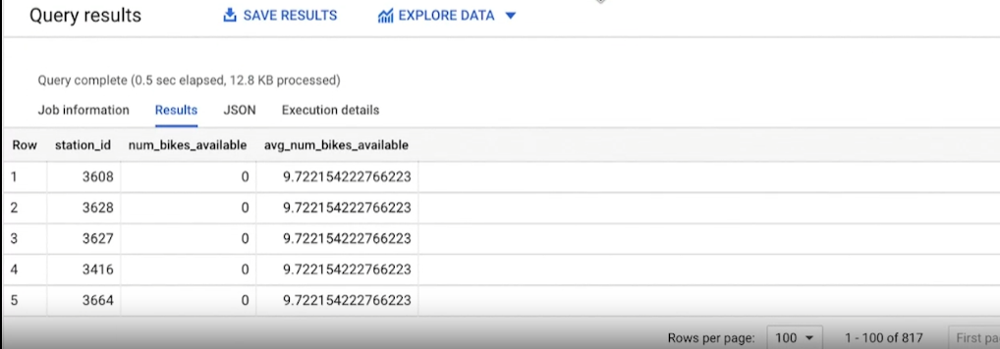 Query results SAVE RESULTS EXPLORE DATA
Query complete (0.5 sec elapsed, 12.8 KB processed)
Job information Results JSON Execution details
Row station_id num_bikes_available avg_num_bikes_available
1 3608 0 9.722154222766223
2 3628 0 9.722154222766223
3 3627 0 9.722154222766223
4 3416 0 9.722154222766223
5 3664 0 9.722154222766223
Rows per page: 100 1 - 100 of 817 First pa